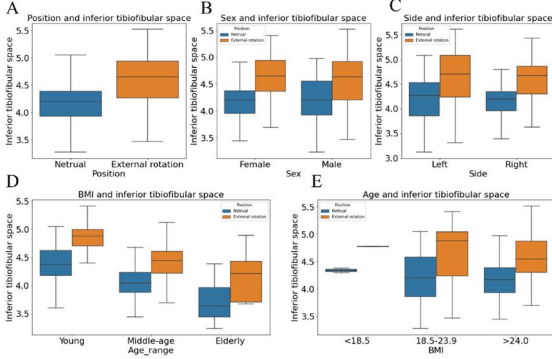 A
Position and inferior tibiofibular space
Inferior tibiofibular space
5.5
5.0
4.5
4.0
3.5
Netrual
External rotation
Position
B
Sex and inferior tibiofibular space
Inferior tibiofibular space
5.5
5.0
4.5
4.0
3.5
Position
Netrual
External rotation
Female
Male
Sex
C
Side and inferior tibiofibular space
Inferior tibiofibular space
5.5
5.0
4.5
4.0
3.5
Position
External rotation
Left
Right
Side
D
BMI and inferior tibiofibular space
Inferior tibiofibular space
5.5
5.0
4.5
4.0
3.5
Position
Netrual
External rotation
Young
Middle-age
Elderly
Age_range
E
Age and inferior tibiofibular space
Inferior tibiofibular space
5.5
5.0
4.5
4.0
3.5
Position
Netrual
External rotation
<18.5
18.5-23.9
>24.0
BMI